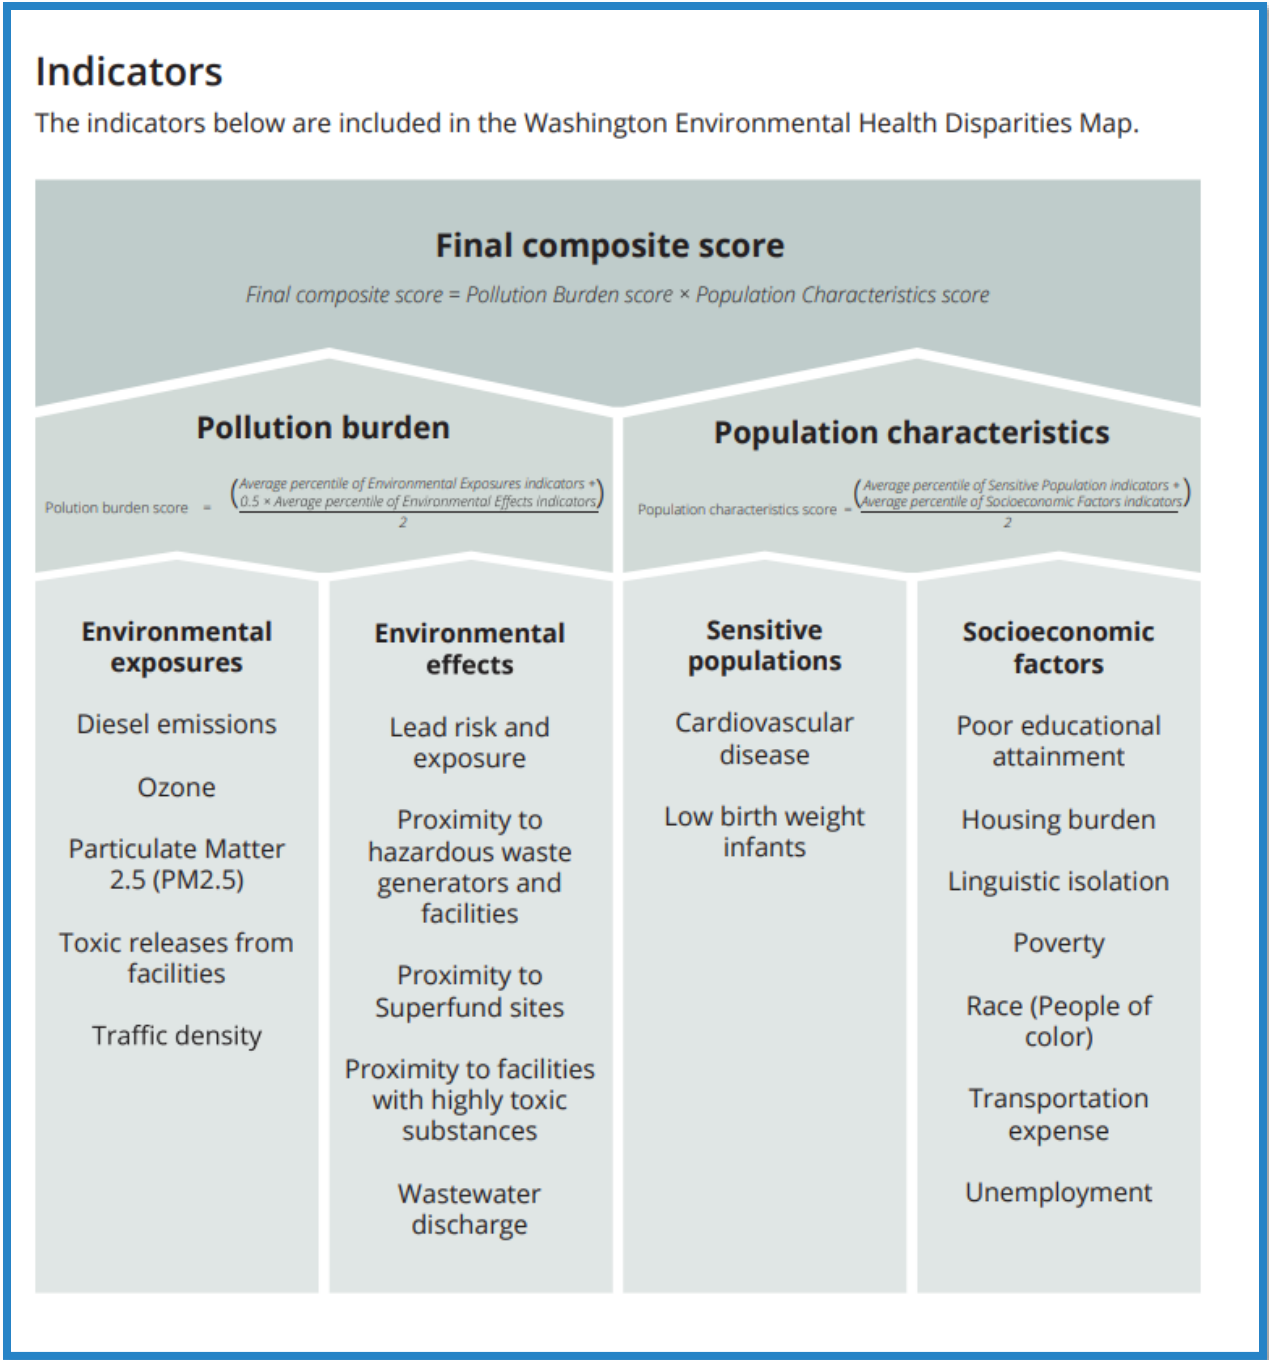 Indicators
The indicators below are included in the Washington Environmental Health Disparities Map.
Final composite score
Final composite score = Pollution Burden score × Population Characteristics score
Pollution burden
Polution burden score = (Average percentile of Environmental Exposures indicators +
0.5 × Average percentile of Environmental Effects indicators)
2
Population characteristics
Population characteristics score = (Average percentile of Sensitive Population indicators +
Average percentile of Socioeconomic Factors indicators)
2
Environmental
exposures
Diesel emissions
Ozone
Particulate Matter
2.5 (PM2.5)
Toxic releases from
facilities
Traffic density
Environmental
effects
Lead risk and
exposure
Proximity to
hazardous waste
generators and
facilities
Proximity to
Superfund sites
Proximity to facilities
with highly toxic
substances
Wastewater
discharge
Sensitive
populations
Cardiovascular
disease
Low birth weight
infants
Socioeconomic
factors
Poor educational
attainment
Housing burden
Linguistic isolation
Poverty
Race (People of
color)
Transportation
expense
Unemployment